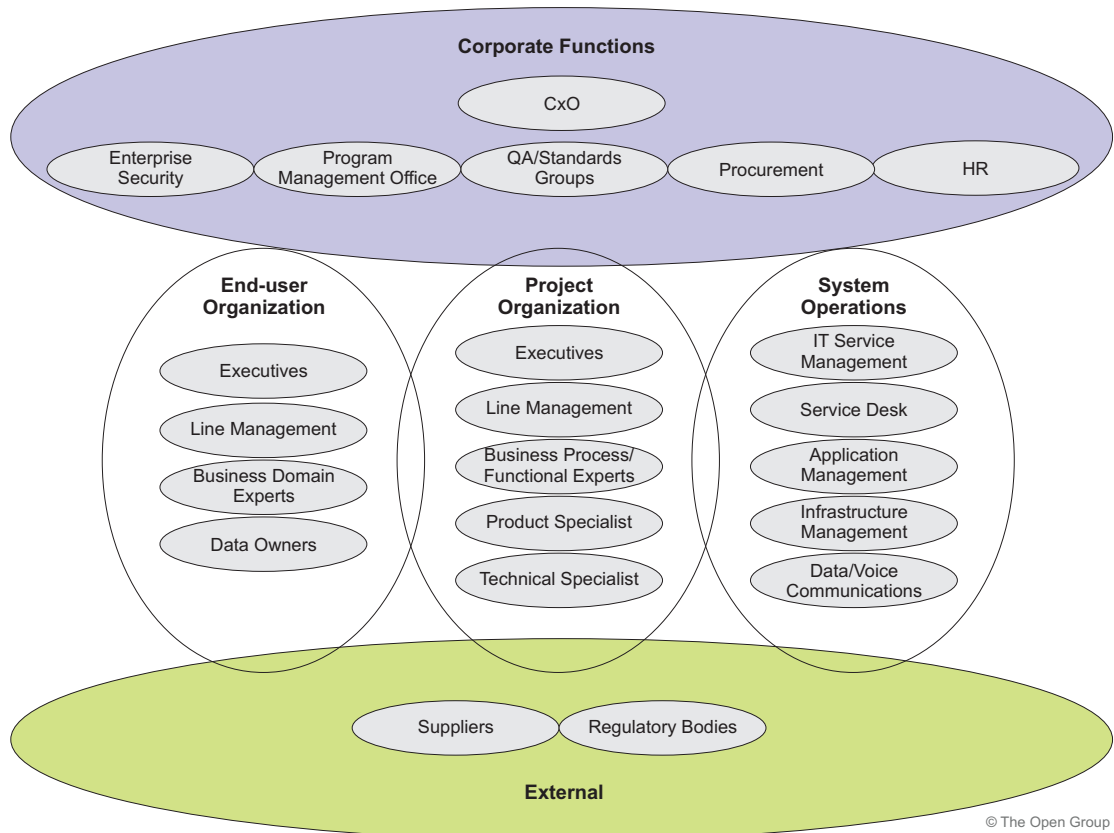 Corporate Functions
CxO
Enterprise
Security
Program
Management Office
QA/Standards
Groups
Procurement
HR
End-user
Organization
Executives
Line Management
Business Domain
Experts
Data Owners
Project
Organization
Executives
Line Management
Business Process/
Functional Experts
Product Specialist
Technical Specialist
System
Operations
IT Service
Management
Service Desk
Application
Management
Infrastructure
Management
Data/Voice
Communications
Suppliers
Regulatory Bodies
External
© The Open Group